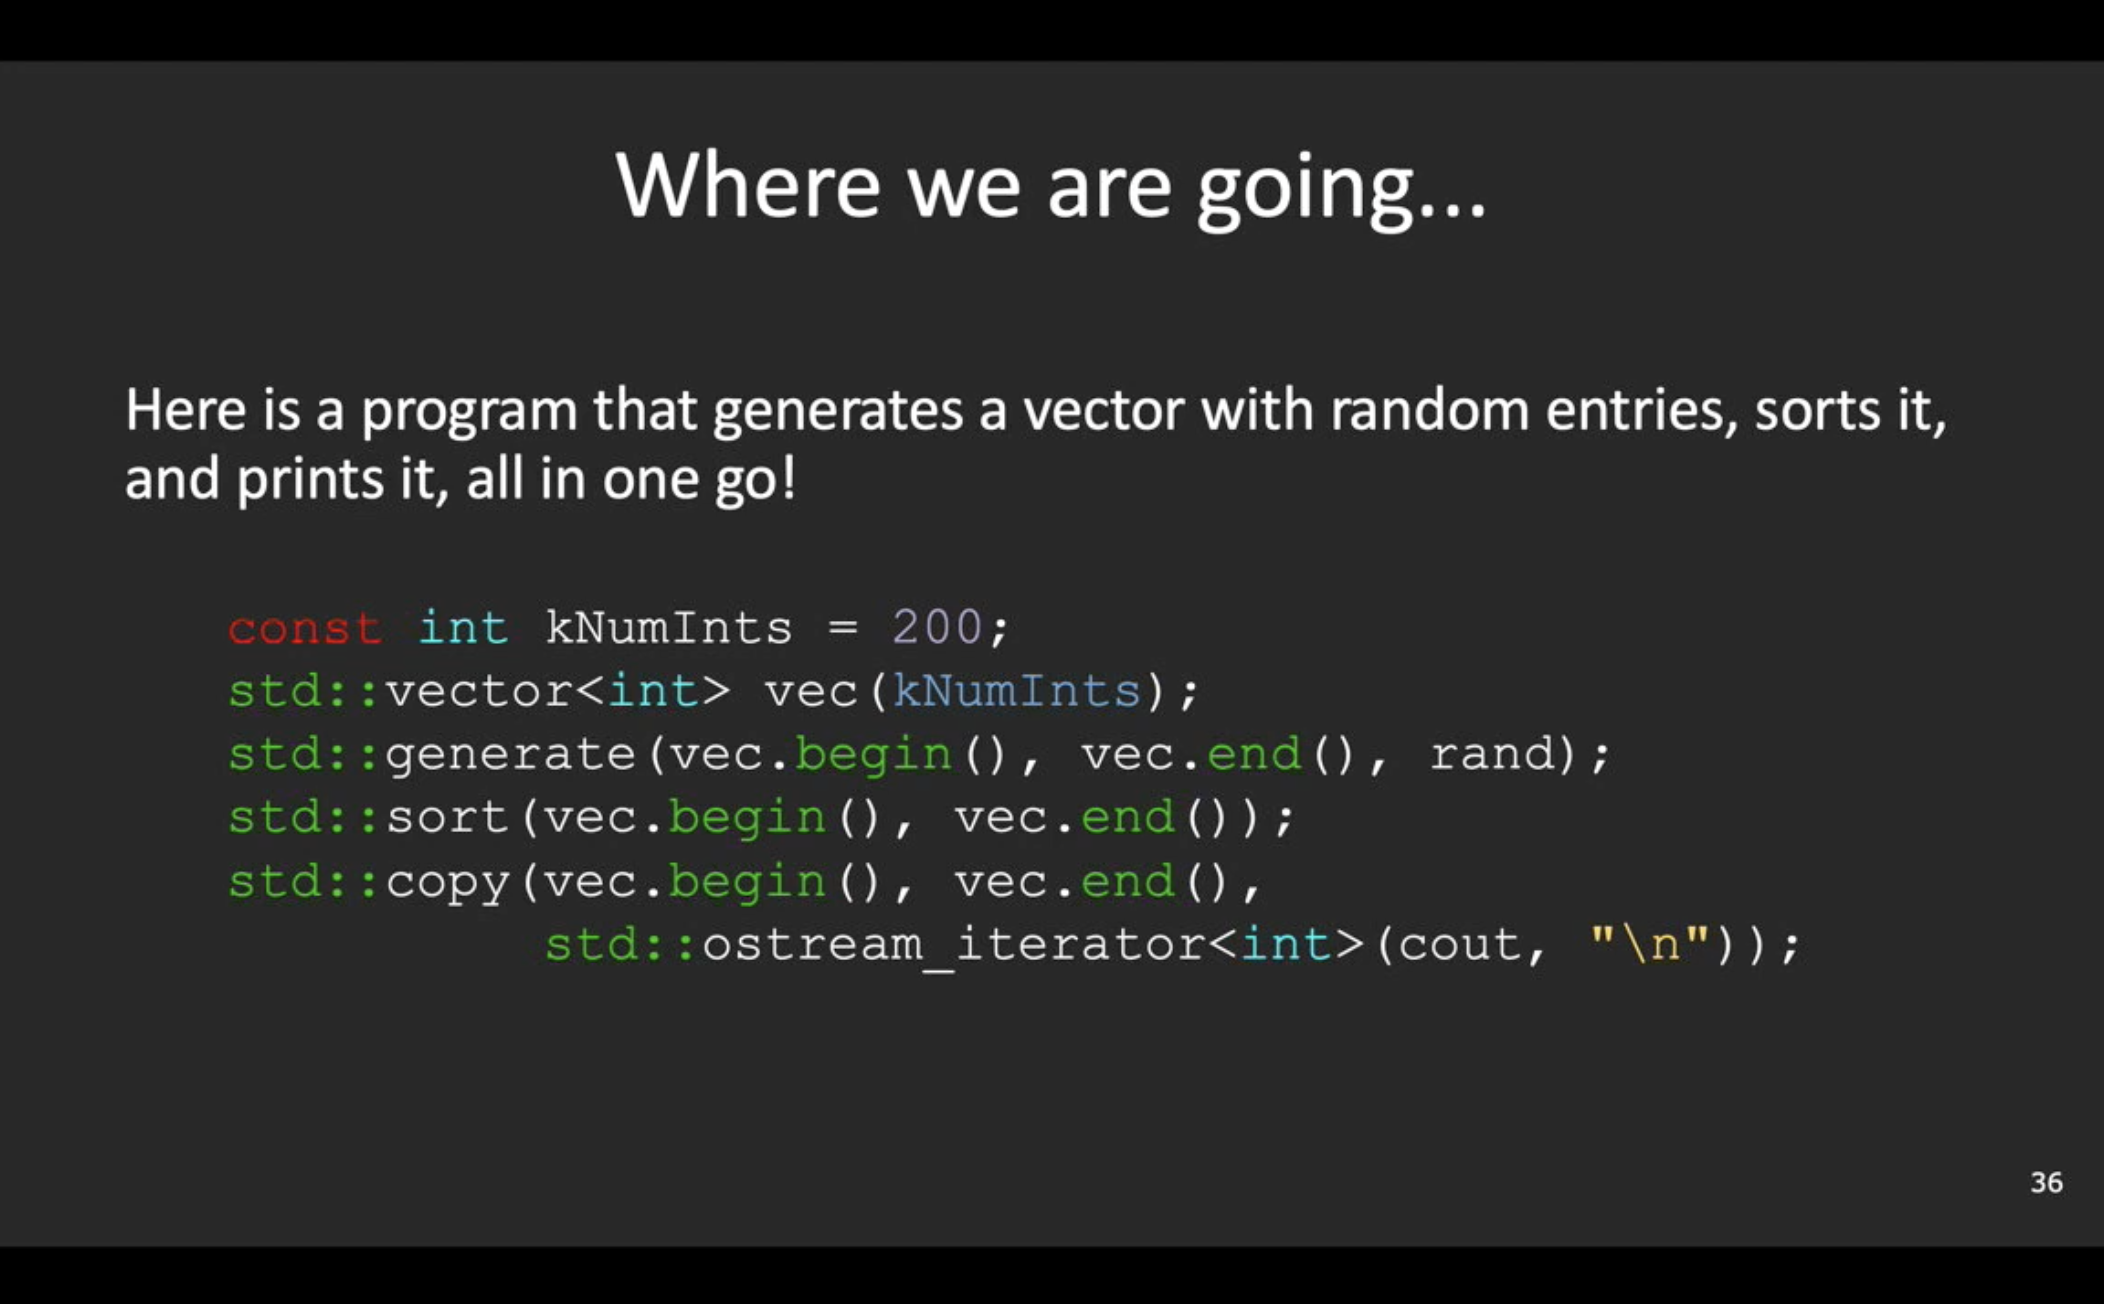 Where we are going...
Here is a program that generates a vector with random entries, sorts it,
and prints it, all in one go!
const int kNumInts = 200;
std::vector<int> vec(kNumInts);
std::generate(vec.begin(), vec.end(), rand);
std::sort(vec.begin(), vec.end());
std::copy(vec.begin(), vec.end(),
std::ostream_iterator<int>(cout, "\n"));
36